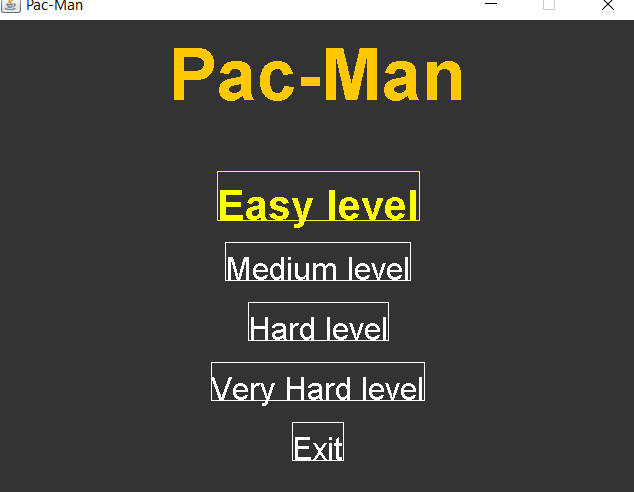 Pac-Man
Pac-Man
Easy level
Medium level
Hard level
Very Hard level
Exit